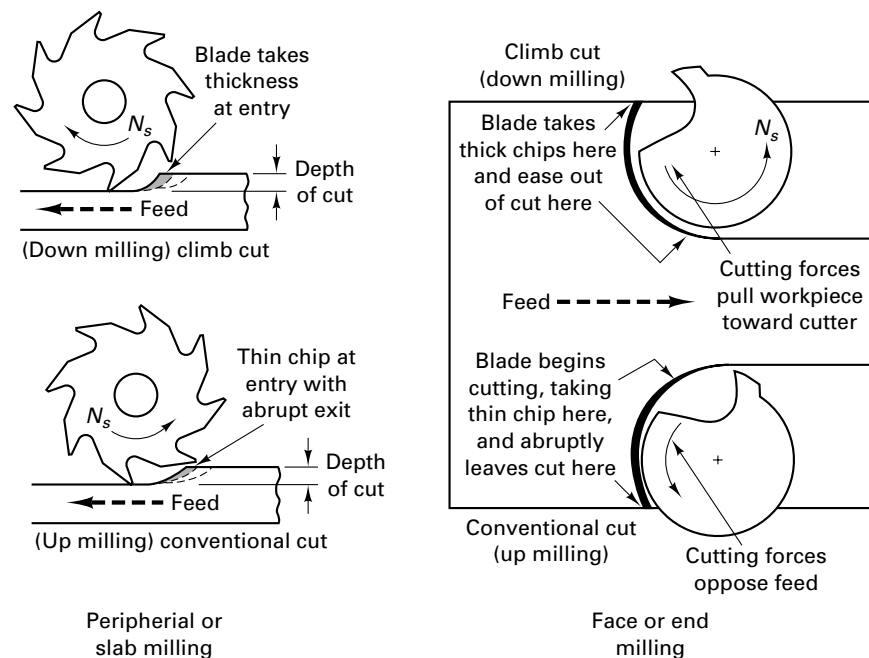 Blade takes
thickness
at entry
N_s
Depth
of cut
Feed
(Down milling) climb cut
Thin chip at
entry with
abrupt exit
N_s
Depth
of cut
Feed
(Up milling) conventional cut
Peripherial or
slab milling
Climb cut
(down milling)
Blade takes
thick chips here
and ease out
of cut here
N_s
Cutting forces
pull workpiece
toward cutter
Feed
Blade begins
cutting, taking
thin chip here,
and abruptly
leaves cut here
Conventional cut
(up milling)
Cutting forces
oppose feed
Face or end
milling